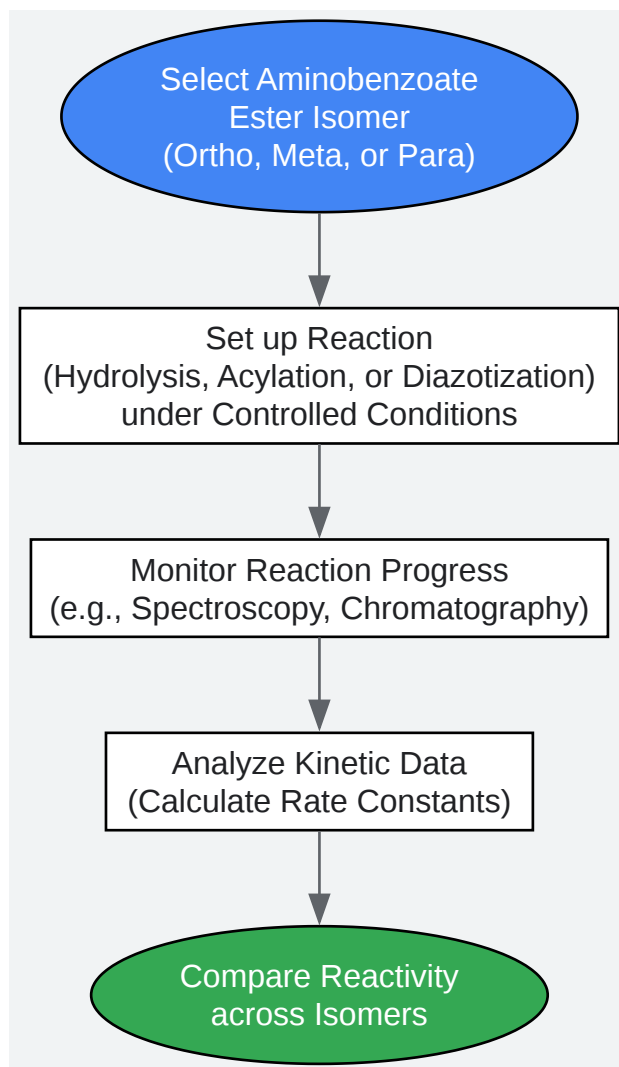 Select Aminobenzoate
Ester Isomer
(Ortho, Meta, or Para)
Set up Reaction
(Hydrolysis, Acylation, or Diazotization)
under Controlled Conditions
Monitor Reaction Progress
(e.g., Spectroscopy, Chromatography)
Analyze Kinetic Data
(Calculate Rate Constants)
Compare Reactivity
across Isomers